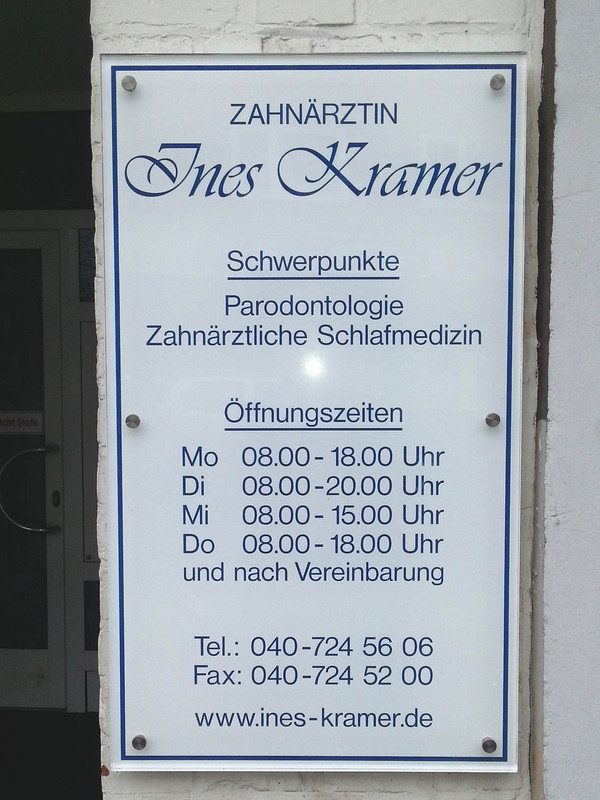 ZAHNÄRZTIN
Ines Kramer
Schwerpunkte
Parodontologie
Zahnärztliche Schlafmedizin
Öffnungszeiten
Mo 08.00-18.00 Uhr
Di 08.00-20.00 Uhr
Mi 08.00-15.00 Uhr
Do 08.00-18.00 Uhr
und nach Vereinbarung
Tel.: 040-724 56 06
Fax: 040-724 52 00
www.ines-kramer.de
Stufe